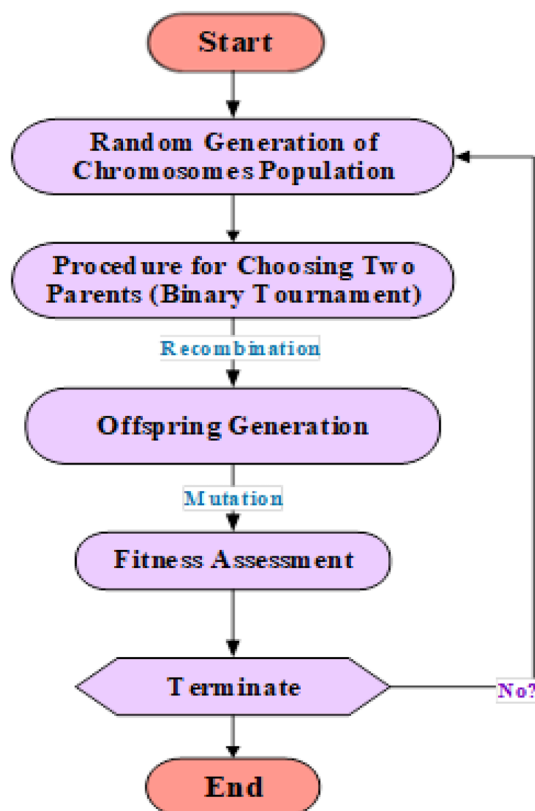 Start
Random Generation of
Chromosomes Population
Procedure for Choosing Two
Parents (Binary Tournament)
Recombination
Offspring Generation
Mutation
Fitness Assessment
Terminate
No?
End